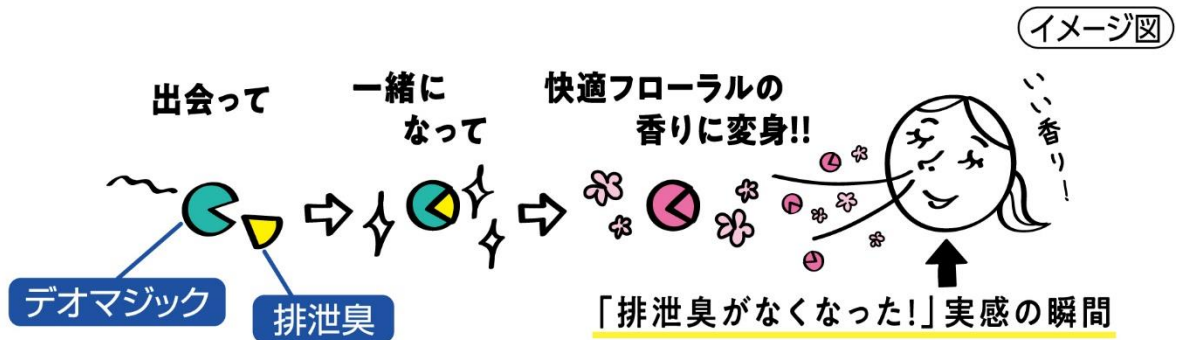 イメージ図
出会って
一緒に
なって
快適フローラルの
香りに変身!!
いい香りー
デオマジック
排泄臭
「排泄臭がなくなった!」実感の瞬間